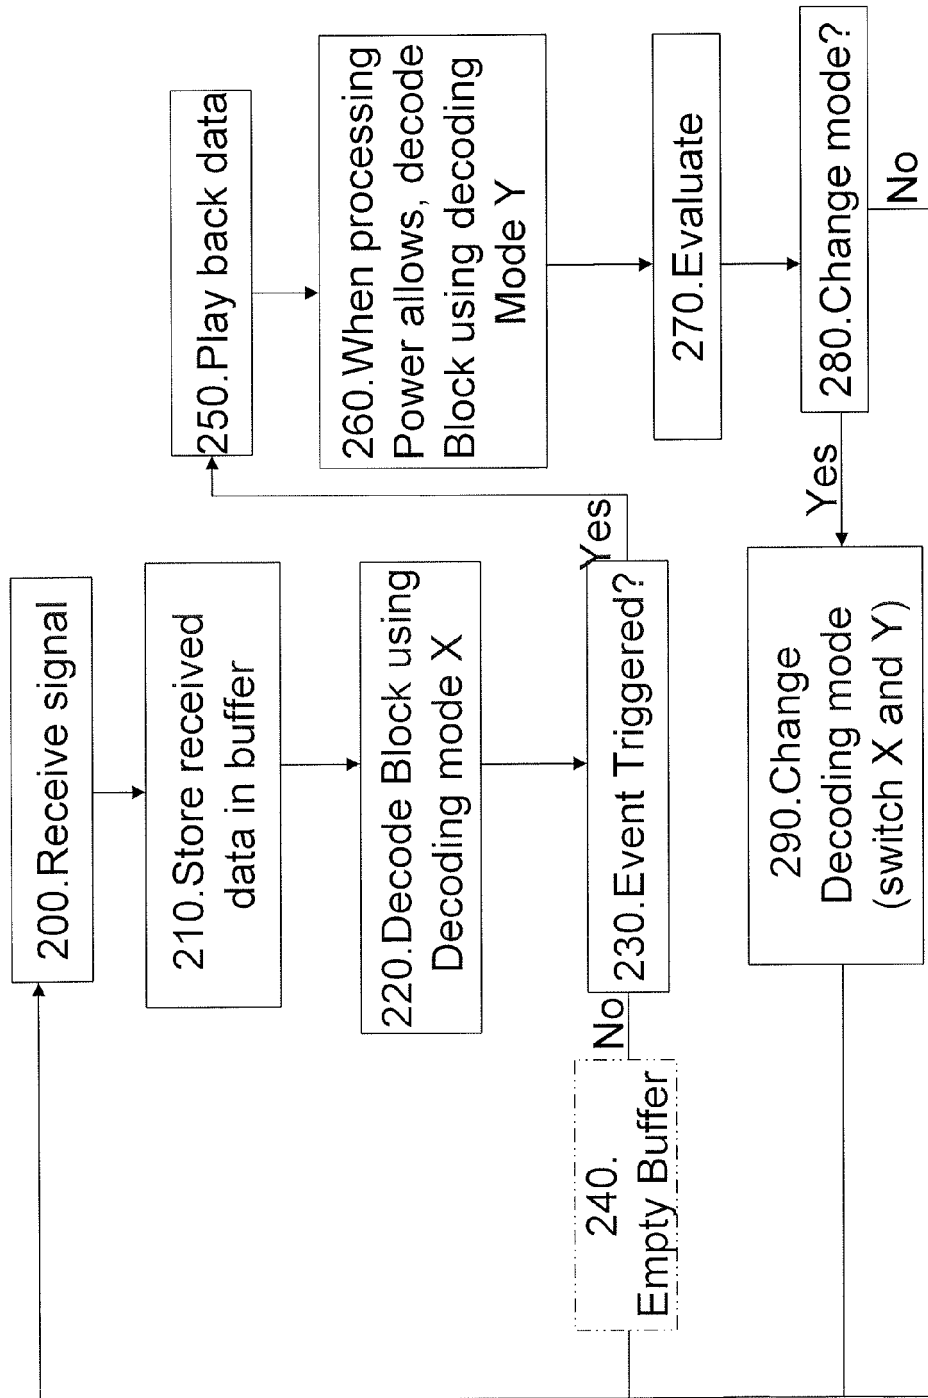 200.Receive signal
210.Store received
data in buffer
220.Decode Block using
Decoding mode X
230.Event Triggered?
No
Yes
240.
Empty Buffer
250.Play back data
260.When processing
Power allows, decode
Block using decoding
Mode Y
270.Evaluate
280.Change mode?
Yes
No
290.Change
Decoding mode
(switch X and Y)